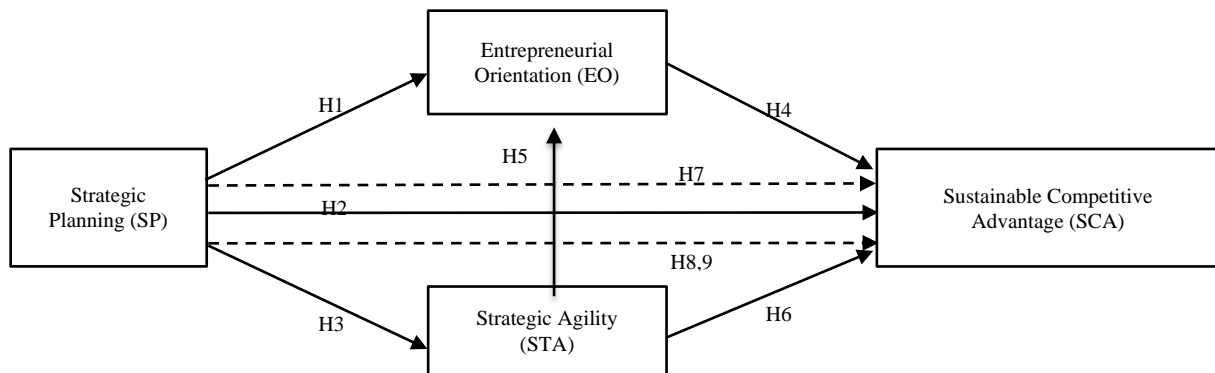 Entrepreneurial
Orientation (EO)
H1
H4
H5
Strategic
Planning (SP)
H7
H2
Sustainable Competitive
Advantage (SCA)
H8,9
H3
Strategic Agility
(STA)
H6